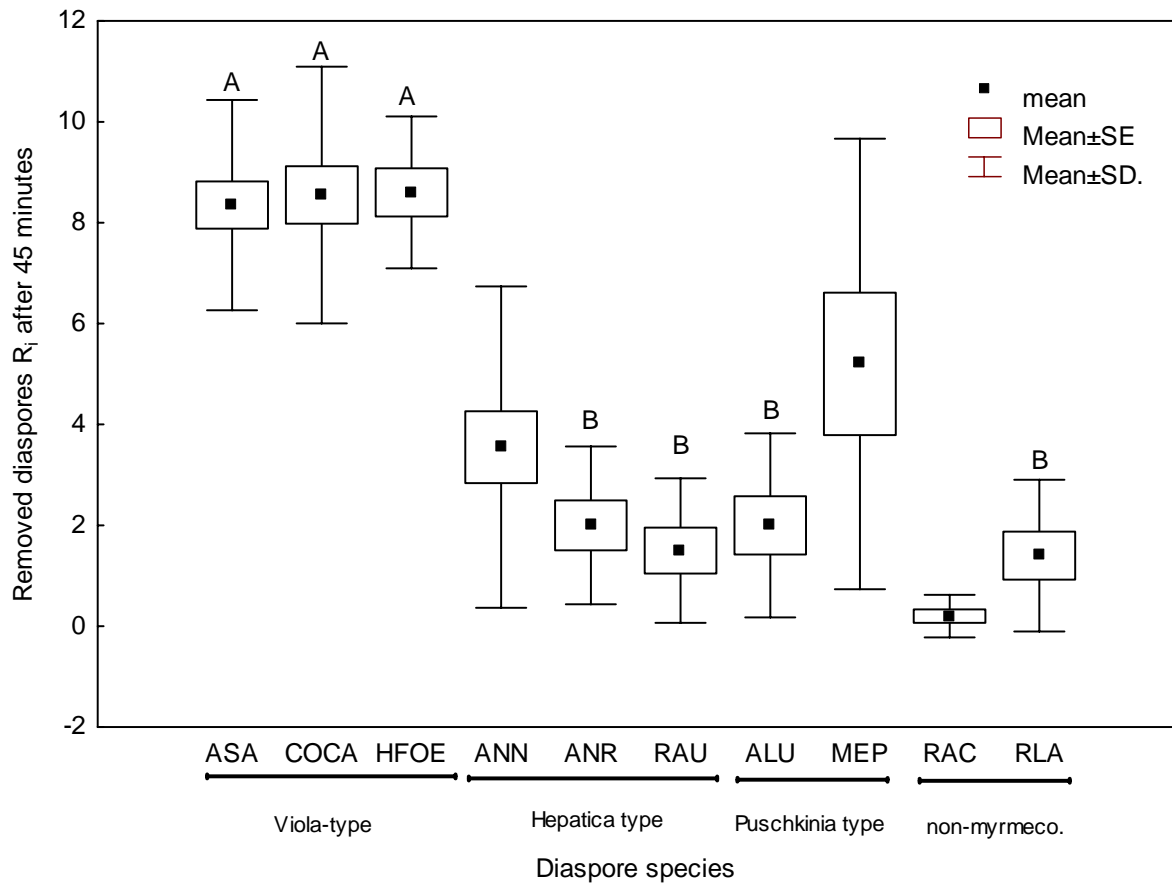 12
10
8
6
4
2
0
-2
Removed diaspores Ri after 45 minutes
A
A
A
B
B
B
B
mean
Mean±SE
Mean±SD.
ASA COCA HFOE ANN ANR RAU ALU MEP RAC RLA
Viola-type Hepatica type Puschkinia type non-myrmeco.
Diaspore species